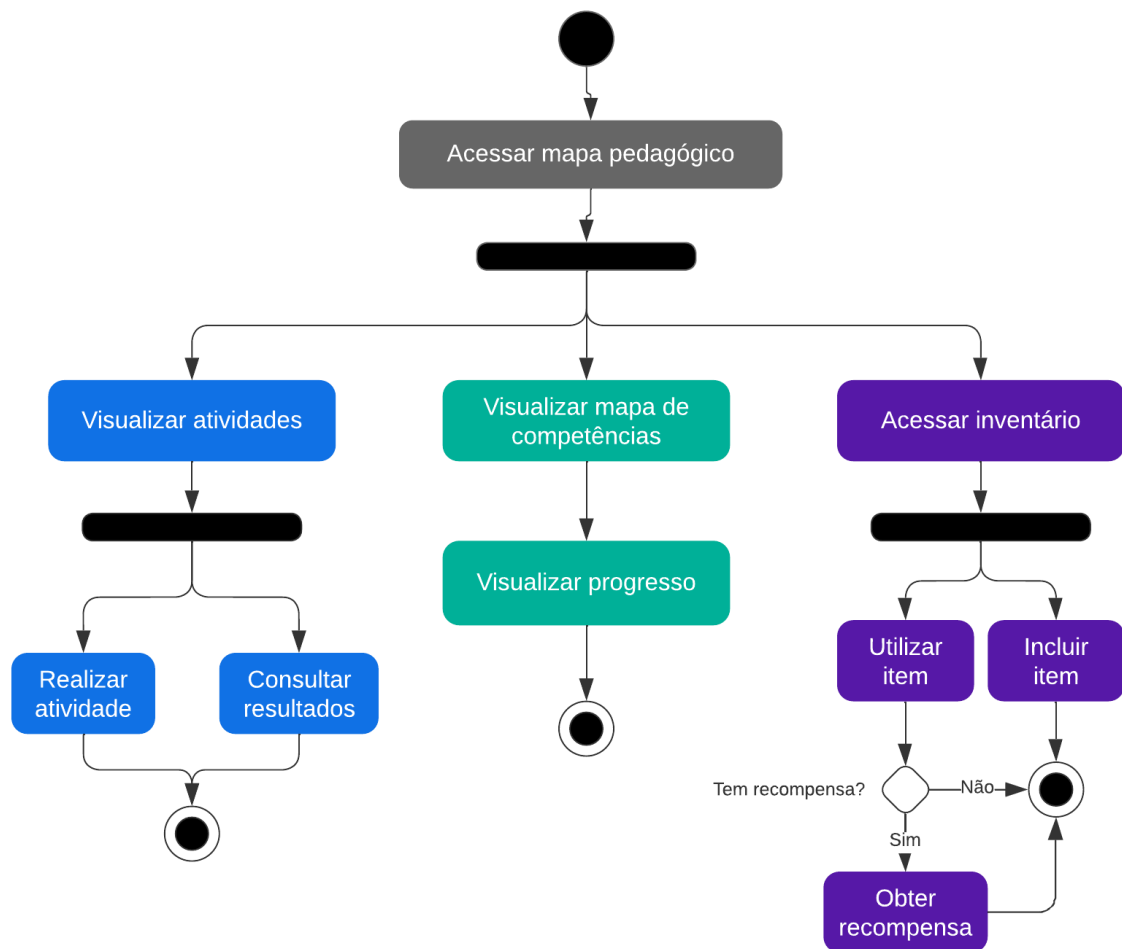 Acessar mapa pedagógico
Visualizar atividades
Visualizar mapa de
competências
Acessar inventário
Visualizar progresso
Realizar
atividade
Consultar
resultados
Utilizar
item
Incluir
item
Tem recompensa?
Não
Sim
Obter
recompensa